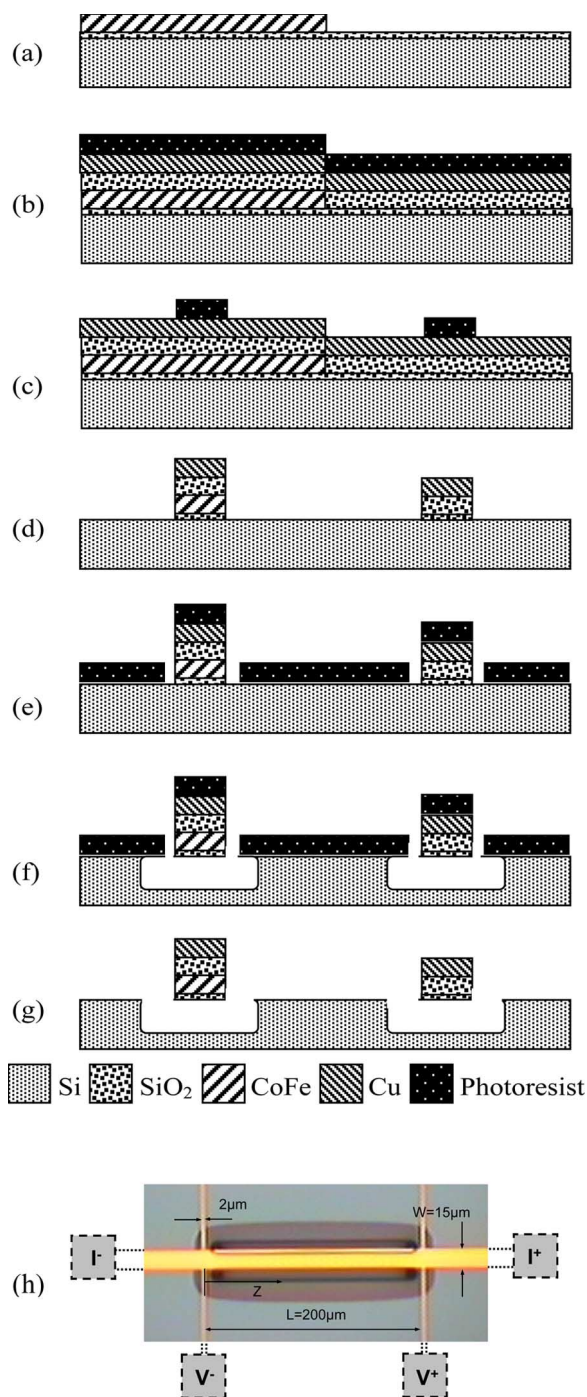 (a)
(b)
(c)
(d)
(e)
(f)
(g)
Si SiO₂ CoFe Cu Photoresist
(h)
2μm
W=15μm
I⁻
I⁺
Z
L=200μm
V⁻
V⁺